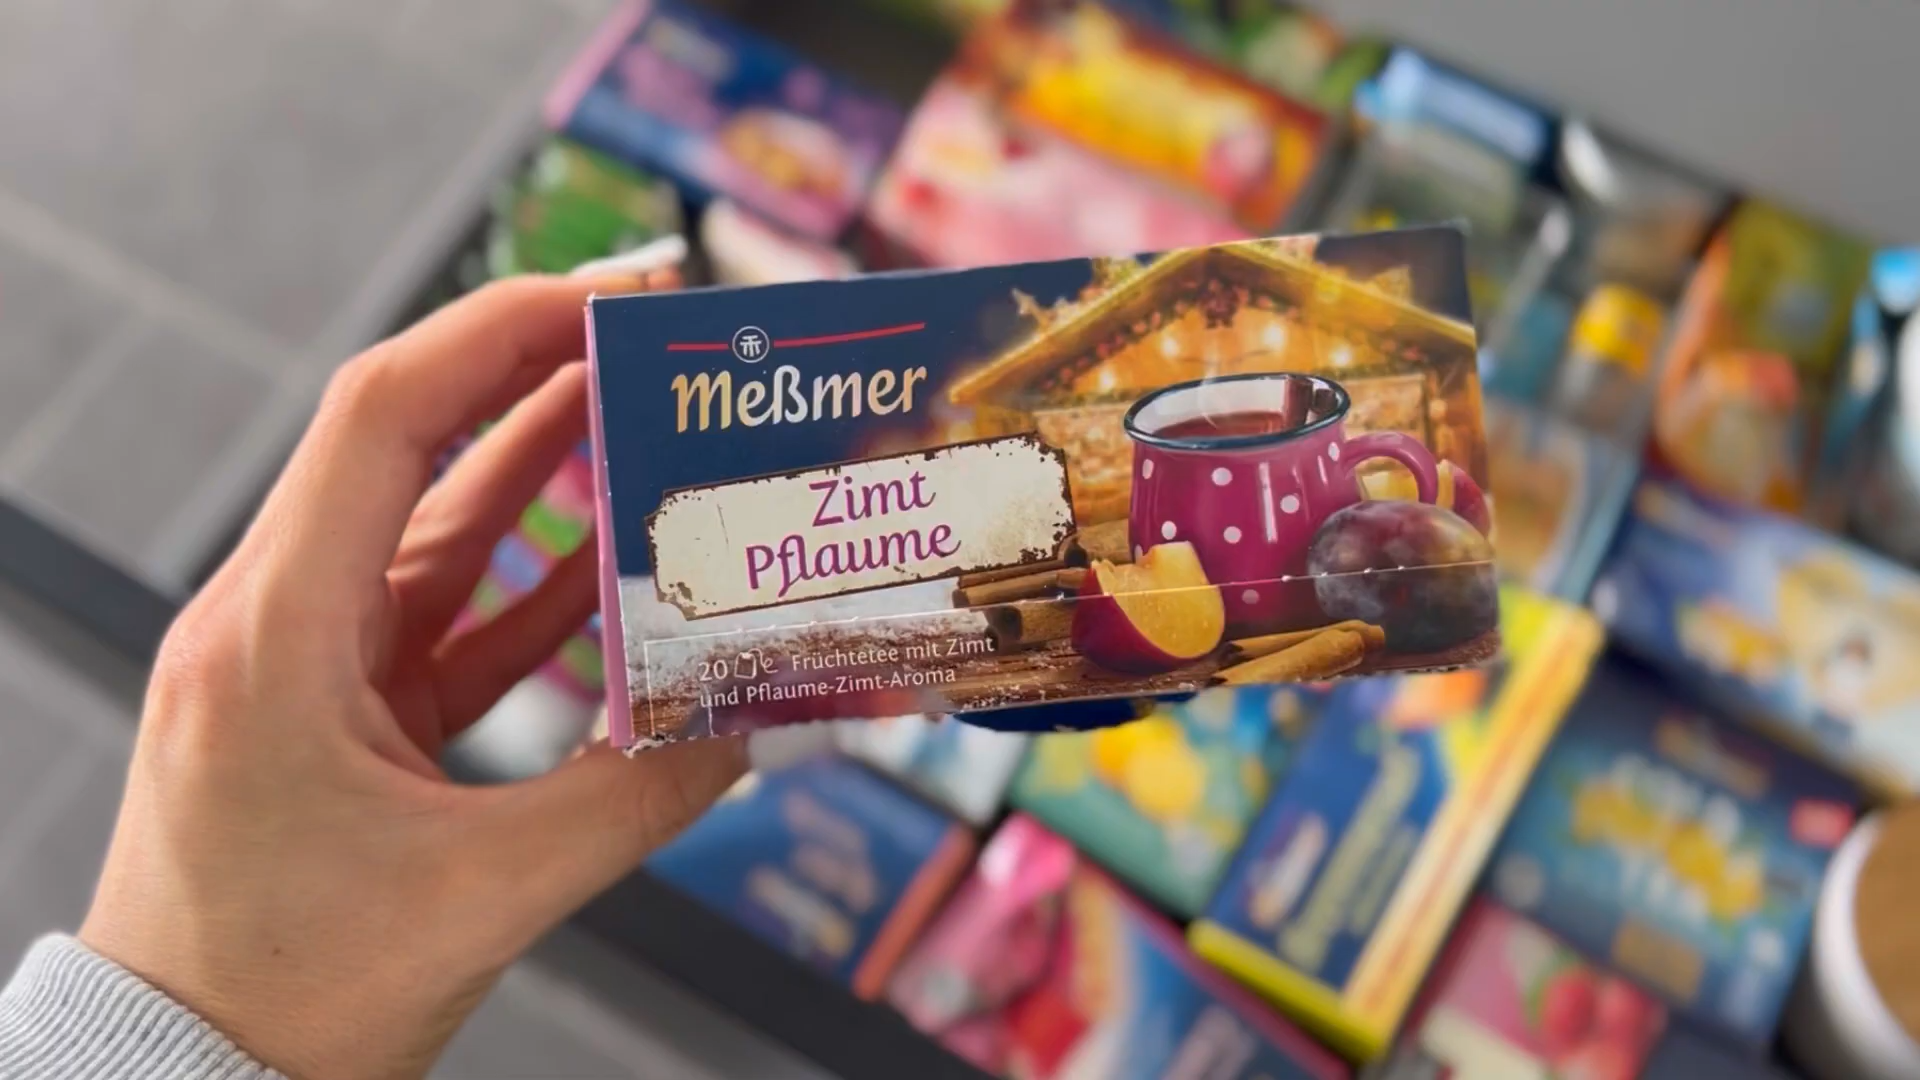 Meßmer
Zimt
Pflaume
20 e Früchtetee mit Zimt
und Pflaume-Zimt-Aroma